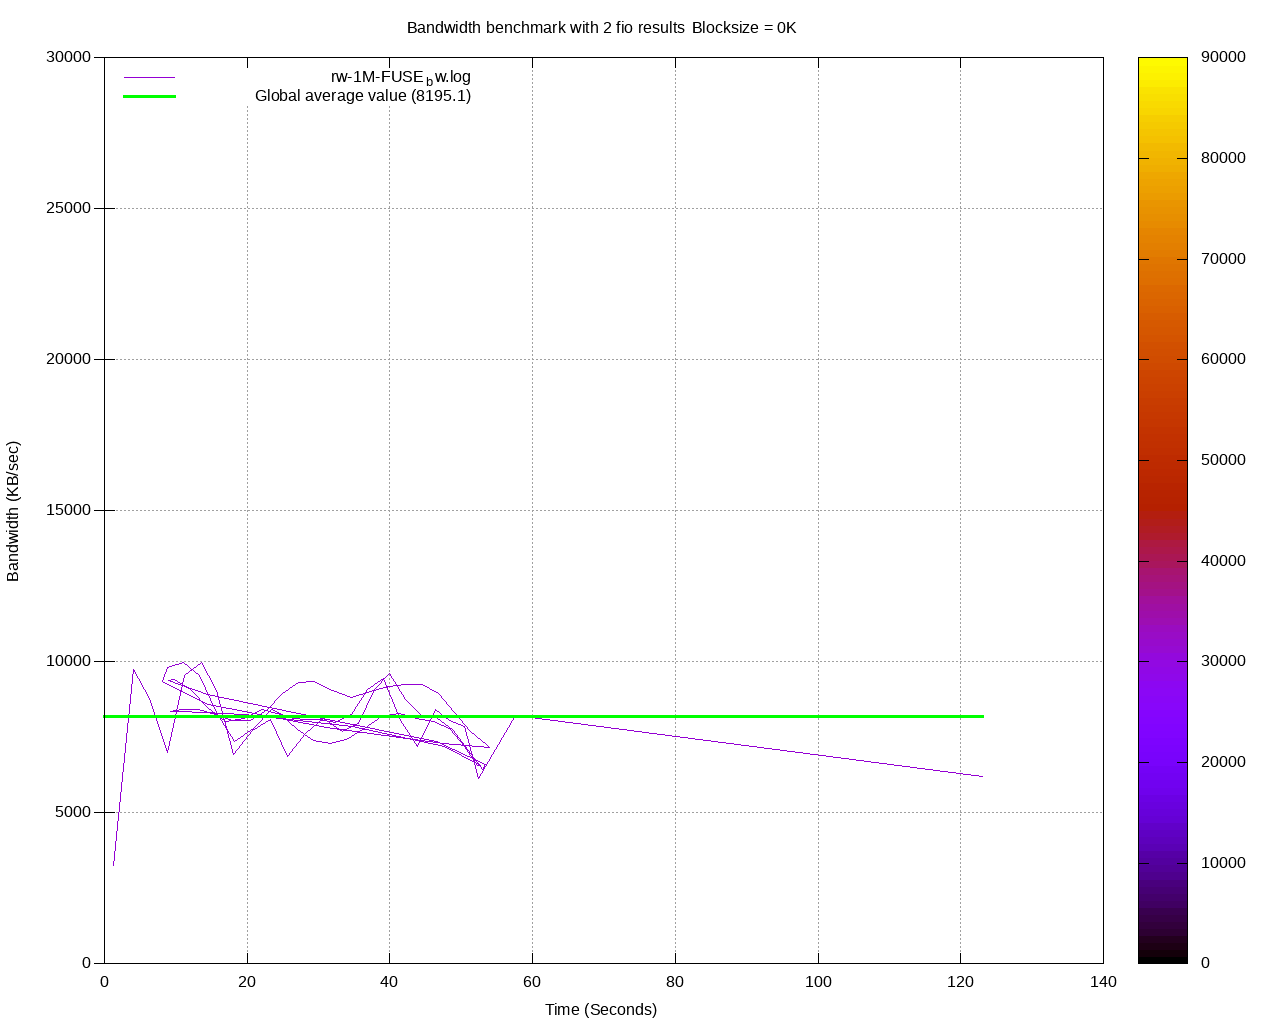 Bandwidth benchmark with 2 fio results Blocksize = 0K
rw-1M-FUSE_bw.log
Global average value (8195.1)
30000
25000
20000
15000
10000
5000
0
Bandwidth (KB/sec)
0 20 40 60 80 100 120 140
Time (Seconds)
90000
80000
70000
60000
50000
40000
30000
20000
10000
0